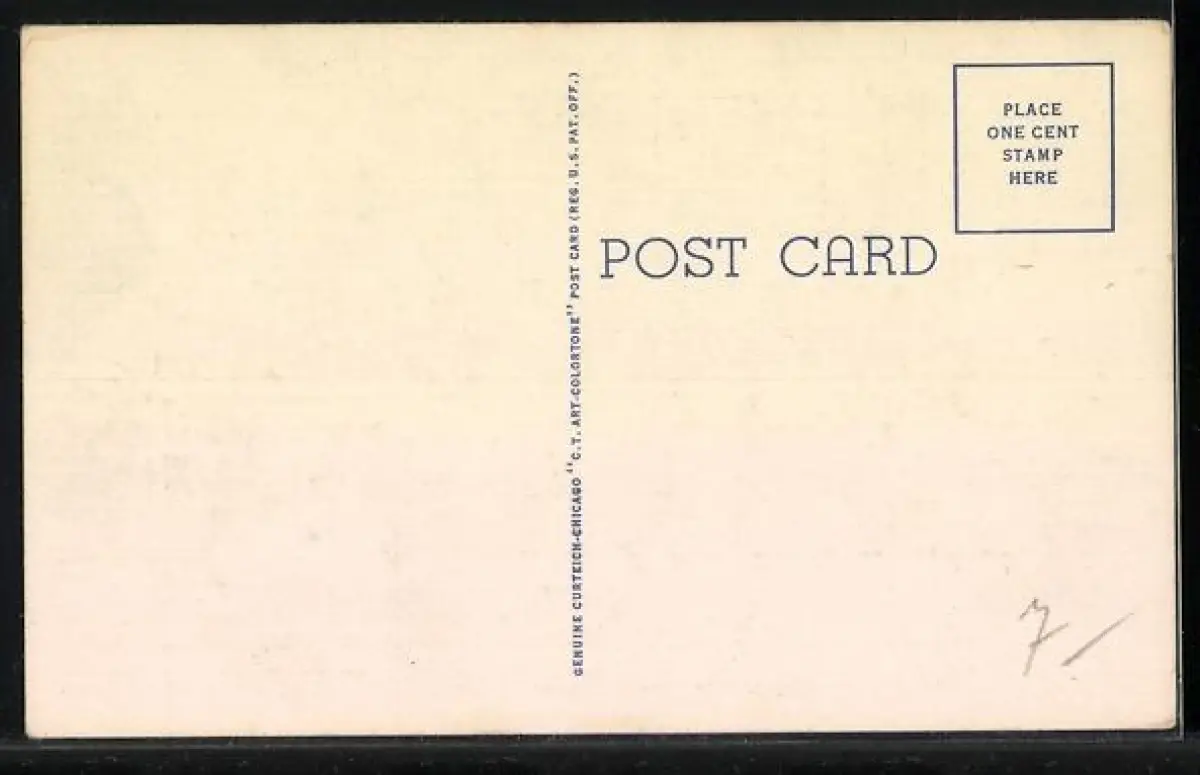 GENUINE CURTEICH-CHICAGO "C.T. ART-COLORTONE" POST CARD (REG. U.S. PAT. OFF.)
PLACE
ONE CENT
STAMP
HERE
POST CARD
7/